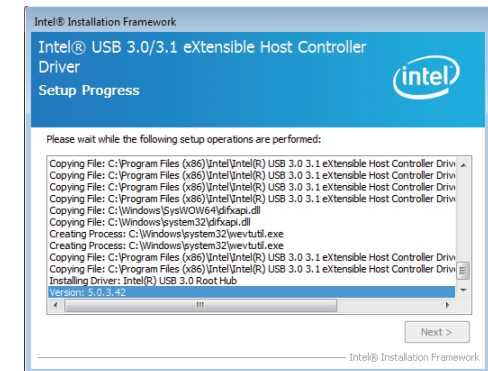 Intel® Installation Framework
Intel® USB 3.0/3.1 eXtensible Host Controller
Driver
Setup Progress
intel
Please wait while the following setup operations are performed:
Copying File: C:\Program Files (x86)\Intel\Intel(R) USB 3.0 3.1 eXtensible Host Controller Driv
Copying File: C:\Program Files (x86)\Intel\Intel(R) USB 3.0 3.1 eXtensible Host Controller Driv
Copying File: C:\Program Files (x86)\Intel\Intel(R) USB 3.0 3.1 eXtensible Host Controller Driv
Copying File: C:\Program Files (x86)\Intel\Intel(R) USB 3.0 3.1 eXtensible Host Controller Driv
Copying File: C:\Windows\SysWOW64\difxapi.dll
Copying File: C:\Windows\system32\difxapi.dll
Creating Process: C:\Windows\system32\wevtutil.exe
Creating Process: C:\Windows\system32\wevtutil.exe
Copying File: C:\Program Files (x86)\Intel\Intel(R) USB 3.0 3.1 eXtensible Host Controller Driv
Copying File: C:\Program Files (x86)\Intel\Intel(R) USB 3.0 3.1 eXtensible Host Controller Driv
Installing Driver: Intel(R) USB 3.0 Root Hub
Version: 5.0.3.42
Next >
Intel® Installation Framework